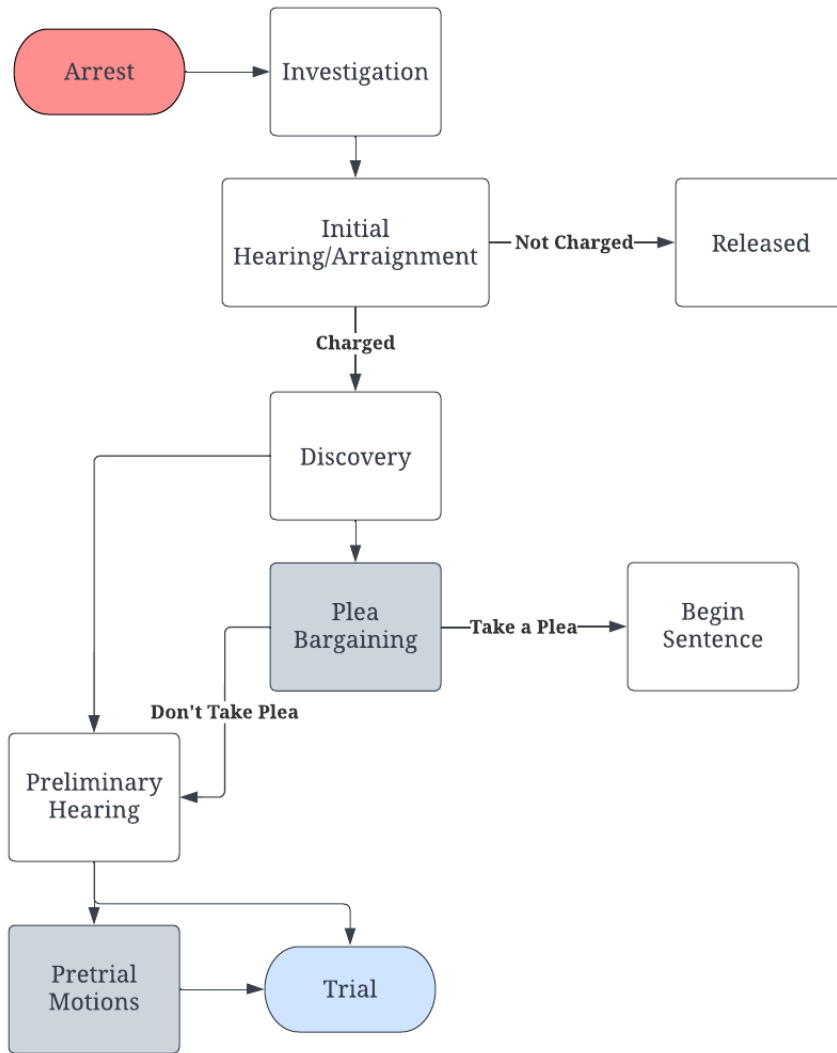 Arrest
Investigation
Initial
Hearing/Arraignment
Not Charged
Released
Charged
Discovery
Plea
Bargaining
Take a Plea
Begin
Sentence
Don't Take Plea
Preliminary
Hearing
Pretrial
Motions
Trial